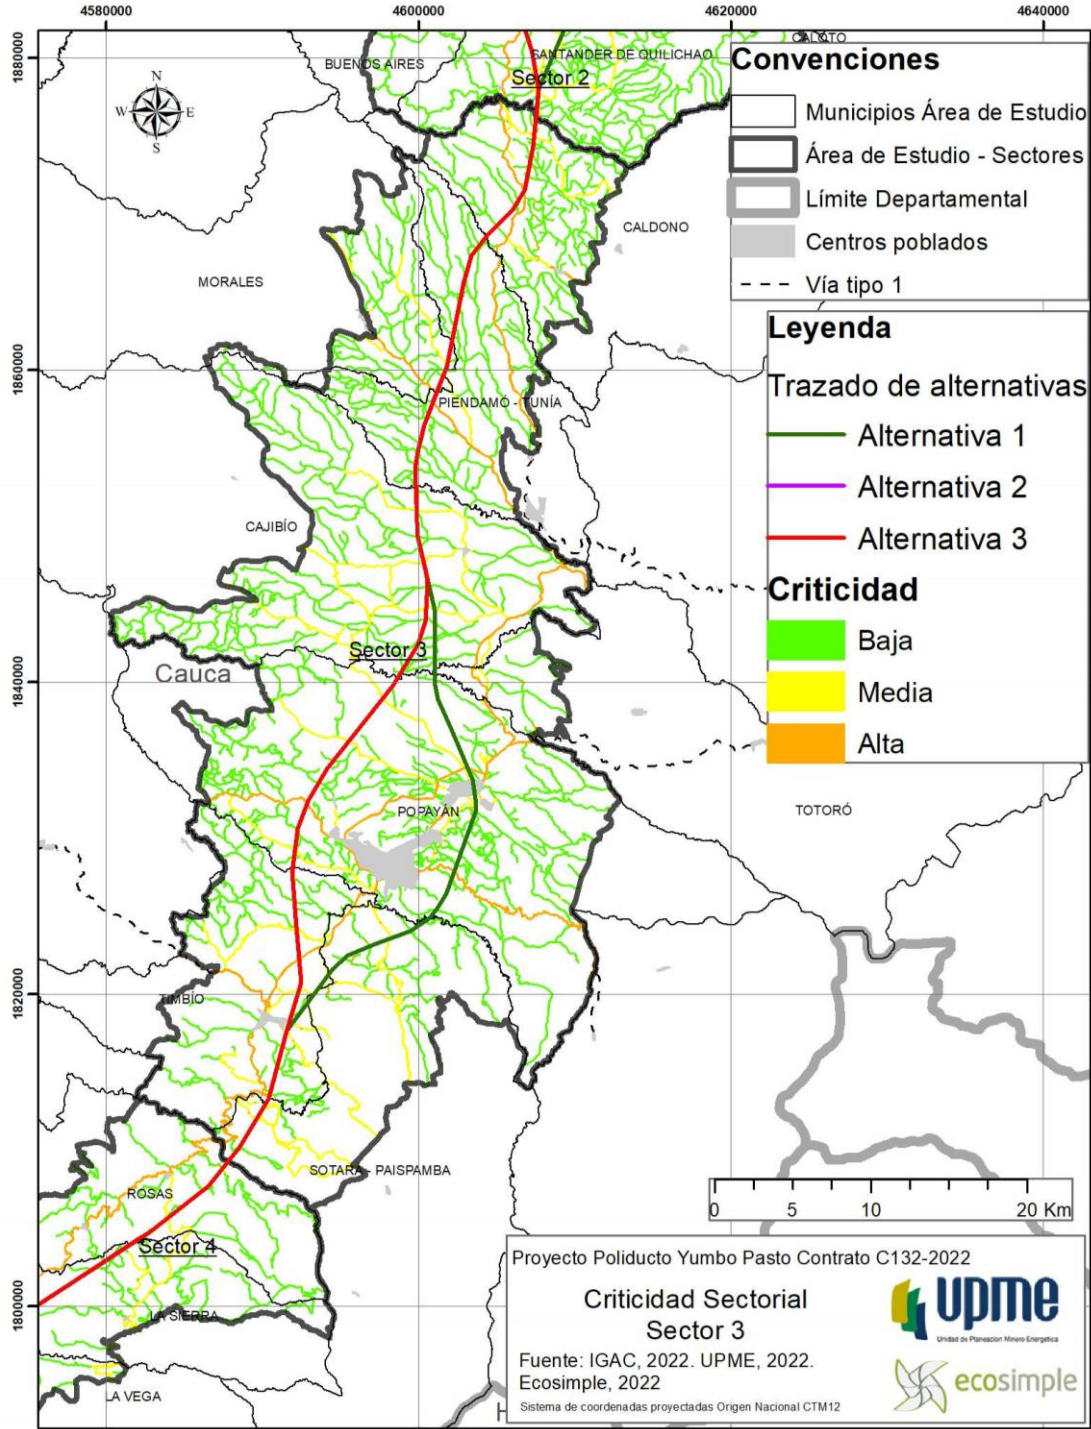 4580000
4600000
4620000
4640000
1880000
1860000
1840000
1820000
1800000
N
W E
S
BUENOS AIRES
SANTANDER DE QUILICHAO
CALOTO
Sector 2
CALDONO
MORALES
PIENDAMÓ - TUNÍA
CAJIBÍO
Sector 3
Cauca
POPAYÁN
TOTORÓ
TIMBÍO
SOTARA - PAISPAMBA
ROSAS
Sector 4
LA SIERRA
LA VEGA
H
Convenciones
Municipios Área de Estudio
Área de Estudio - Sectores
Límite Departamental
Centros poblados
Vía tipo 1
Leyenda
Trazado de alternativas
Alternativa 1
Alternativa 2
Alternativa 3
Criticidad
Baja
Media
Alta
0 5 10 20 Km
Proyecto Poliducto Yumbo Pasto Contrato C132-2022
Criticidad Sectorial
Sector 3
Fuente: IGAC, 2022. UPME, 2022.
Ecosimple, 2022
Sistema de coordenadas proyectadas Origen Nacional CTM12
upme
Unidad de Planeación Minero Energética
ecosimple